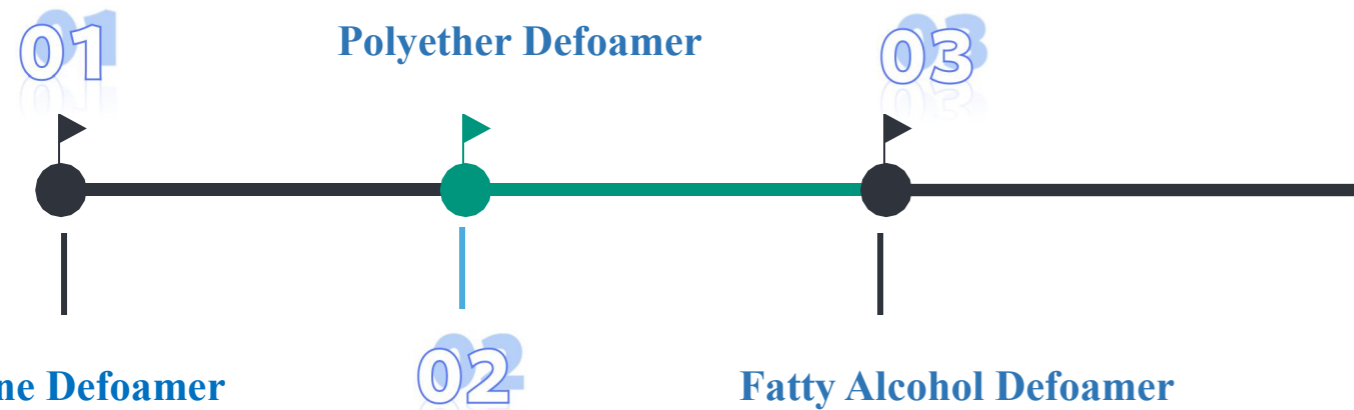 01
Polyether Defoamer
03
ne Defoamer
02
Fatty Alcohol Defoamer